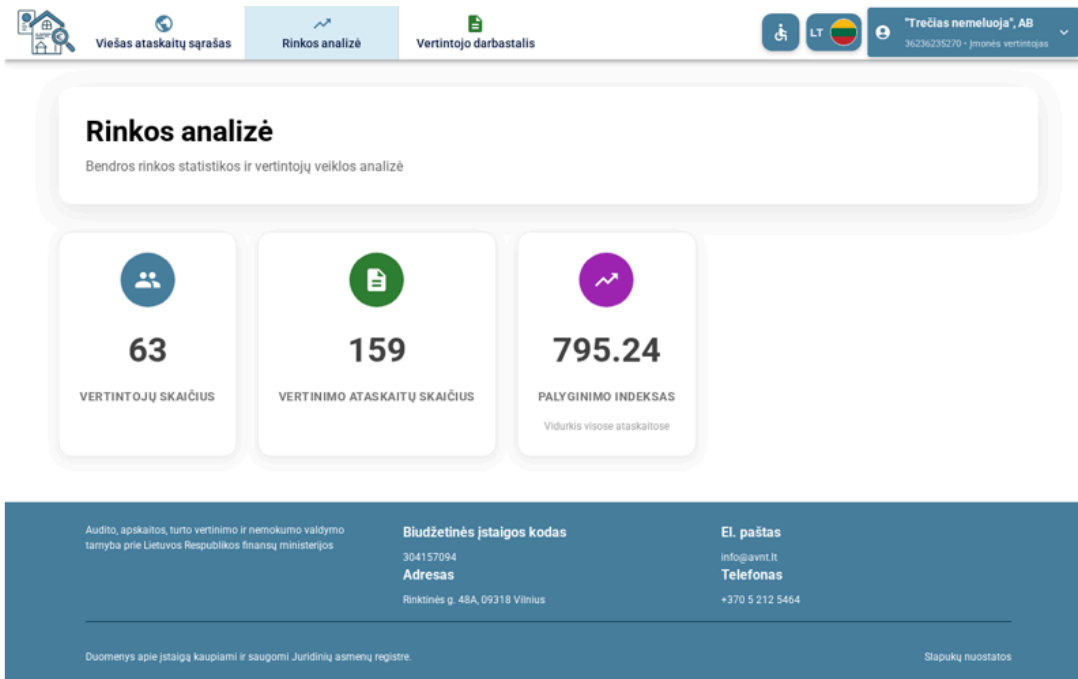 Viešas ataskaitų sąrašas
Rinkos analizė
Vertintojo darbastalis
LT
"Trečias nemeluoja", AB
36236235270 - Įmonės vertintojas
Rinkos analizė
Bendros rinkos statistikos ir vertintojų veiklos analizė
63
VERTINTOJŲ SKAIČIUS
159
VERTINIMO ATASKAITŲ SKAIČIUS
795.24
PALYGINIMO INDEKSAS
Vidurkis visose ataskaitose
Audito, apskaitos, turto vertinimo ir nemokumo valdymo
tarnyba prie Lietuvos Respublikos finansų ministerijos
Biudžetinės įstaigos kodas
304157094
Adresas
Rinktinės g. 48A, 09318 Vilnius
El. paštas
info@avnt.lt
Telefonas
+370 5 212 5464
Duomenys apie įstaigą kaupiami ir saugomi Juridinių asmenų registre.
Slapukų nuostatos